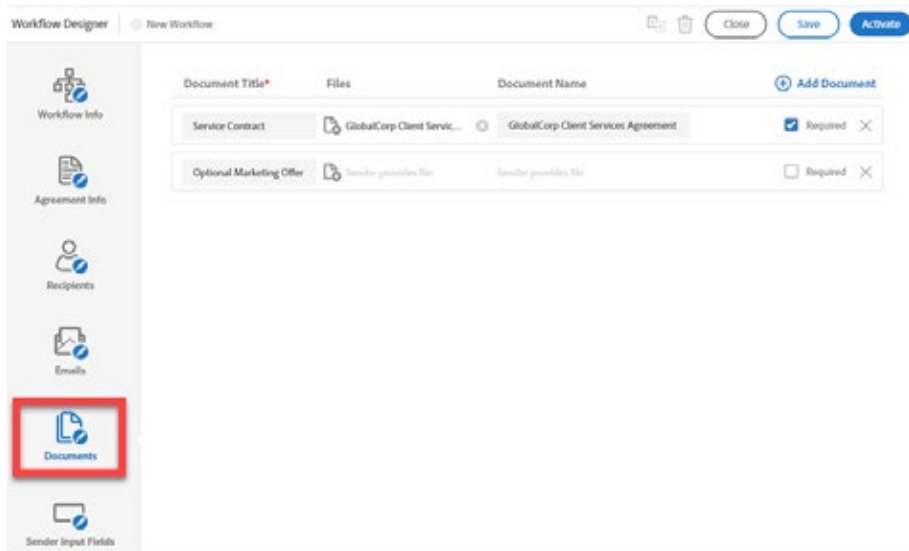 Workflow Designer New Workflow Close Save Activate
Document Title* Files Document Name Add Document
Workflow Info
Service Contract GlobalCorp Client Servic... GlobalCorp Client Services Agreement Required
Optional Marketing Offer Sender provides file Sender provides file Required
Agreement Info
Recipients
Emails
Documents
Sender Input Fields